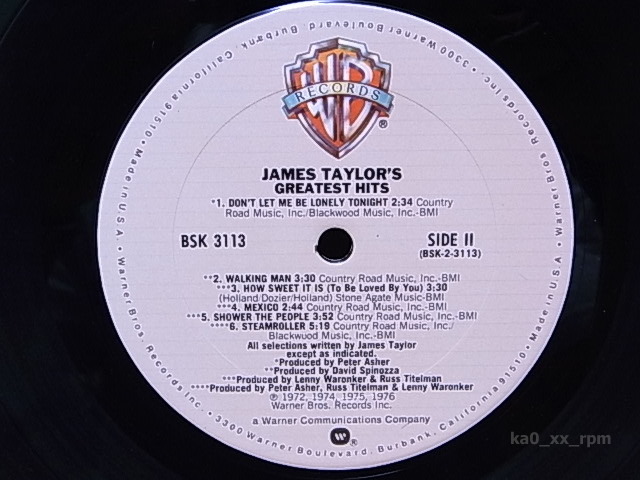 Warner Bros. Records Inc. • 3300 Warner Boulevard, Burbank, California 91510 • Made in U.S.A. •
Warner Bros. Records Inc. • 3300 Warner Boulevard, Burbank, California 91510 • Made in U.S.A. •
WB
RECORDS
®
JAMES TAYLOR'S
GREATEST HITS
*1. DON'T LET ME BE LONELY TONIGHT 2:34 Country
Road Music, Inc./Blackwood Music, Inc.-BMI
BSK 3113
SIDE II
(BSK-2-3113)
**2. WALKING MAN 3:30 Country Road Music, Inc.-BMI
***3. HOW SWEET IT IS (To Be Loved By You) 3:30
(Holland/Dozier/Holland) Stone Agate Music-BMI
***4. MEXICO 2:44 Country Road Music, Inc.-BMI
***5. SHOWER THE PEOPLE 3:52 Country Road Music, Inc.-BMI
****6. STEAMROLLER 5:19 Country Road Music, Inc./
Blackwood Music, Inc.-BMI
All selections written by James Taylor
except as indicated.
*Produced by Peter Asher
**Produced by David Spinozza
***Produced by Lenny Waronker & Russ Titelman
****Produced by Peter Asher, Russ Titelman & Lenny Waronker
℗ 1972, 1974, 1975, 1976
Warner Bros. Records Inc.
a Warner Communications Company
®
ka0_xx_rpm